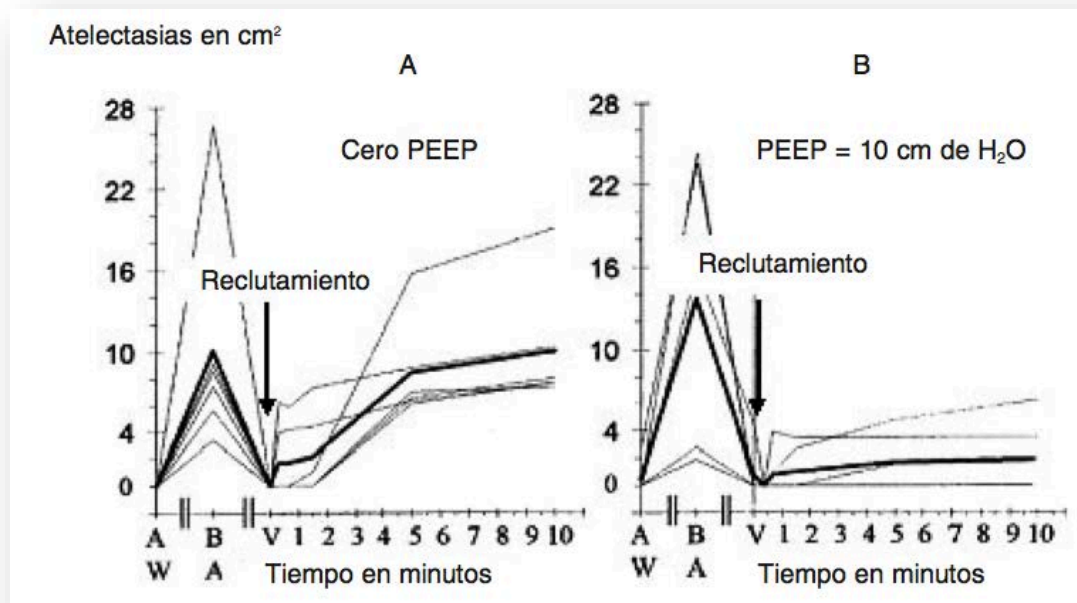 Atelectasias en cm²
A
Cero PEEP
Reclutamiento
28
22
16
10
4
0
A B V 1 2 3 4 5 6 7 8 9 10
W A Tiempo en minutos
B
PEEP = 10 cm de H₂O
Reclutamiento
28
22
16
10
4
0
A B V 1 2 3 4 5 6 7 8 9 10
W A Tiempo en minutos